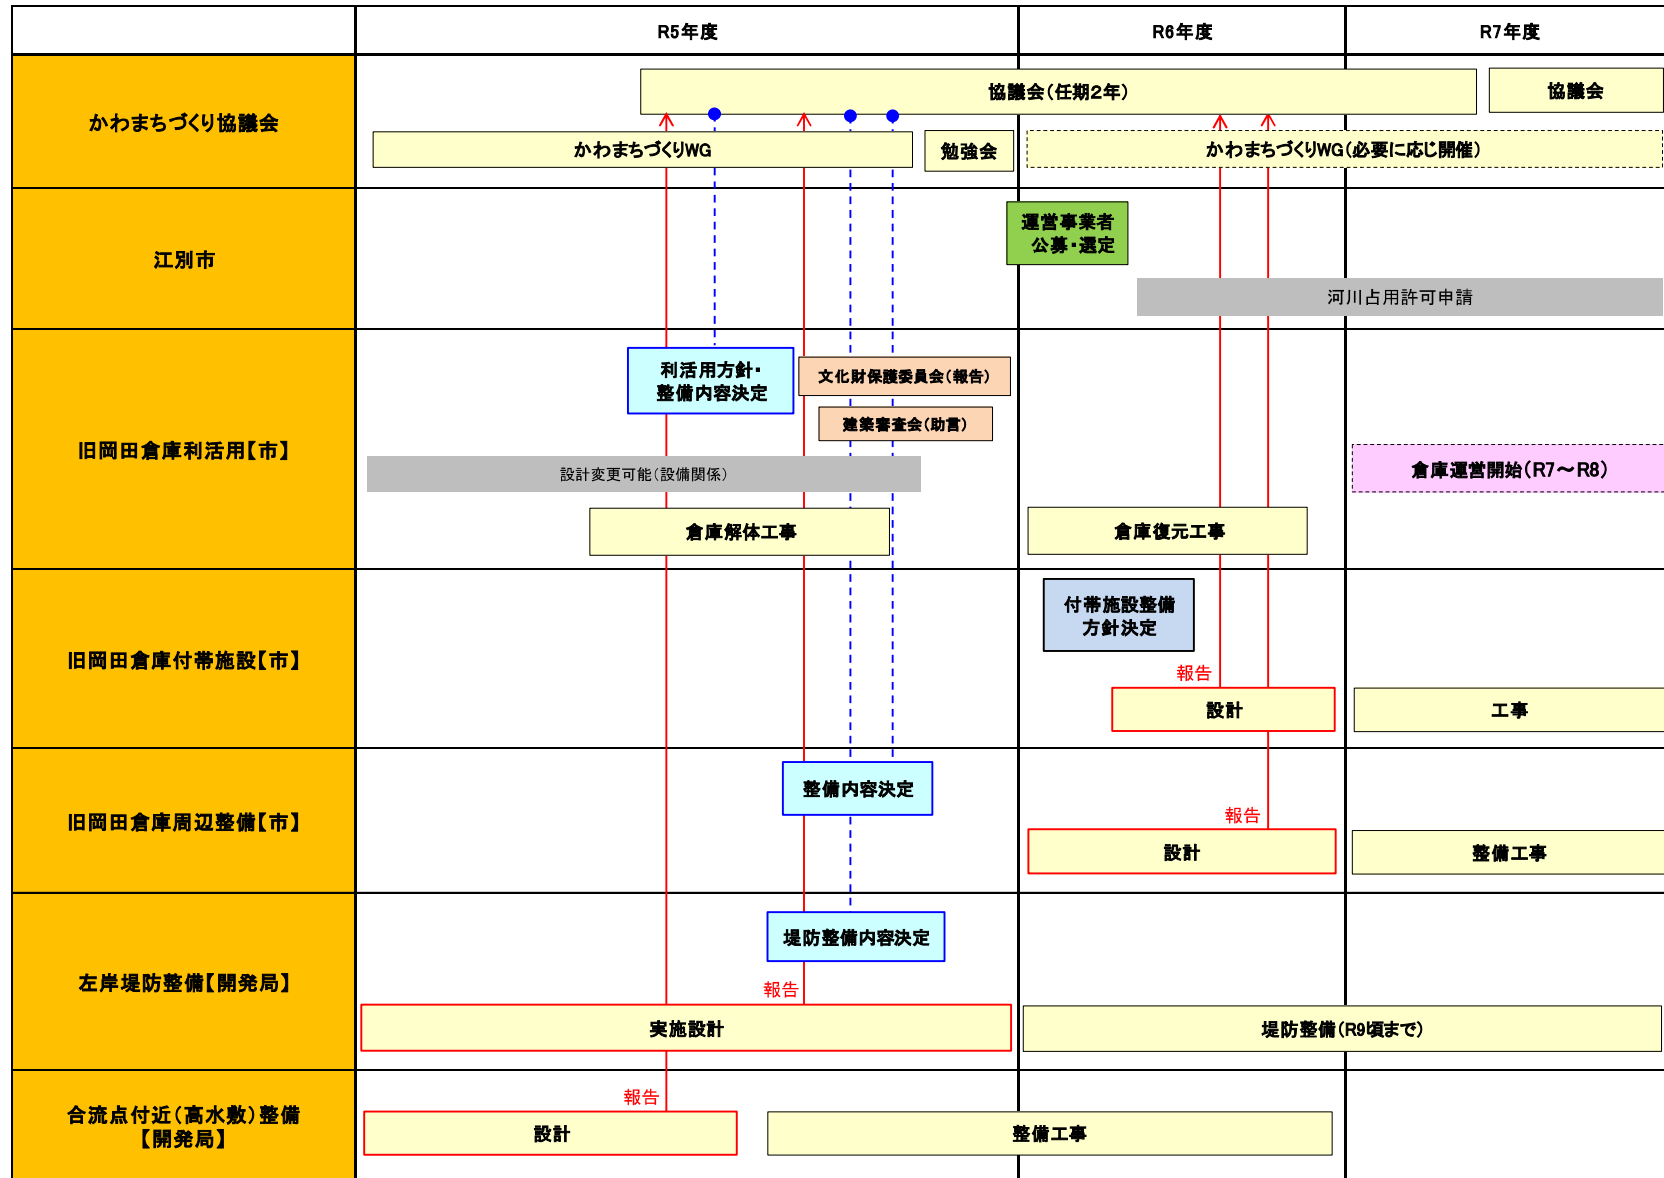 R5年度
R6年度
R7年度
かわまちづくり協議会
協議会（任期2年）
協議会
かわまちづくりWG
勉強会
かわまちづくりWG（必要に応じ開催）
江別市
運営事業者
公募・選定
河川占用許可申請
旧岡田倉庫利活用【市】
利活用方針・
整備内容決定
文化財保護委員会（報告）
建築審査会（助言）
設計変更可能（設備関係）
倉庫運営開始（R7～R8）
倉庫解体工事
倉庫復元工事
旧岡田倉庫付帯施設【市】
付帯施設整備
方針決定
報告
設計
工事
旧岡田倉庫周辺整備【市】
整備内容決定
報告
設計
整備工事
左岸堤防整備【開発局】
堤防整備内容決定
報告
実施設計
堤防整備（R9頃まで）
合流点付近（高水敷）整備
【開発局】
報告
設計
整備工事